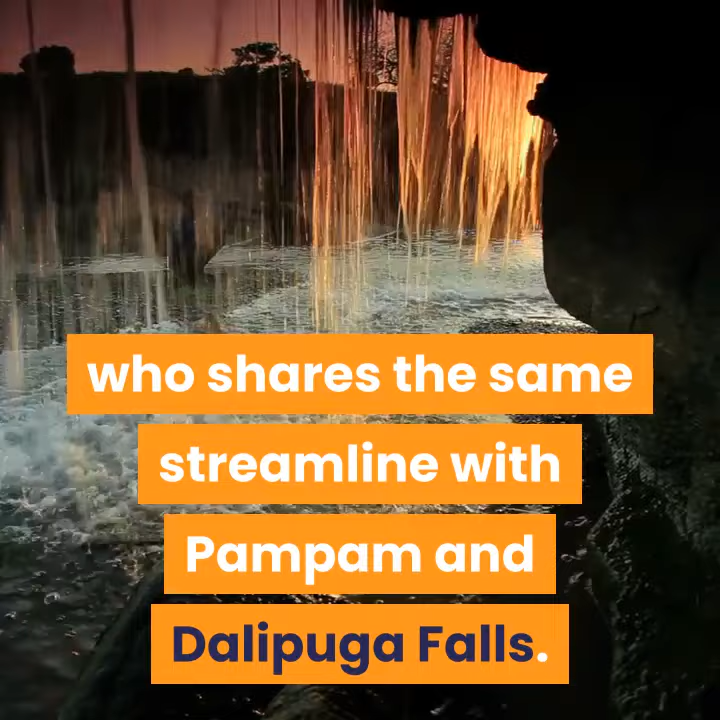 who shares the same
streamline with
Pampam and
Dalipuga Falls.